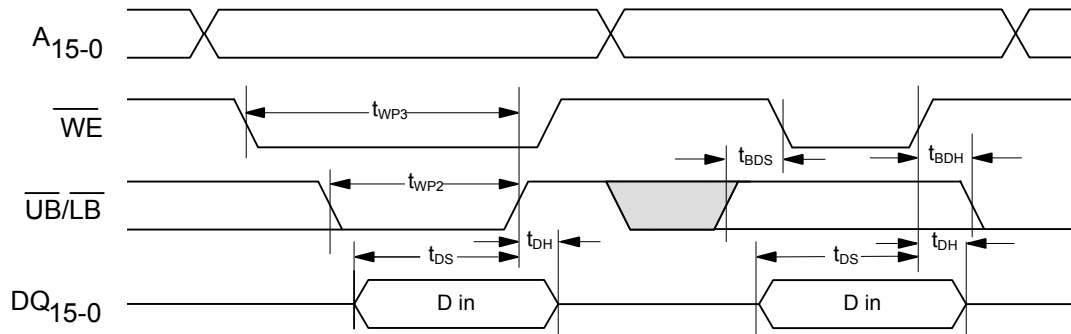 A15-0
WE
tWP3
tBDS
tBDH
UB/LB
tWP2
tDH
tDH
tDS
tDS
DQ15-0
D in
D in